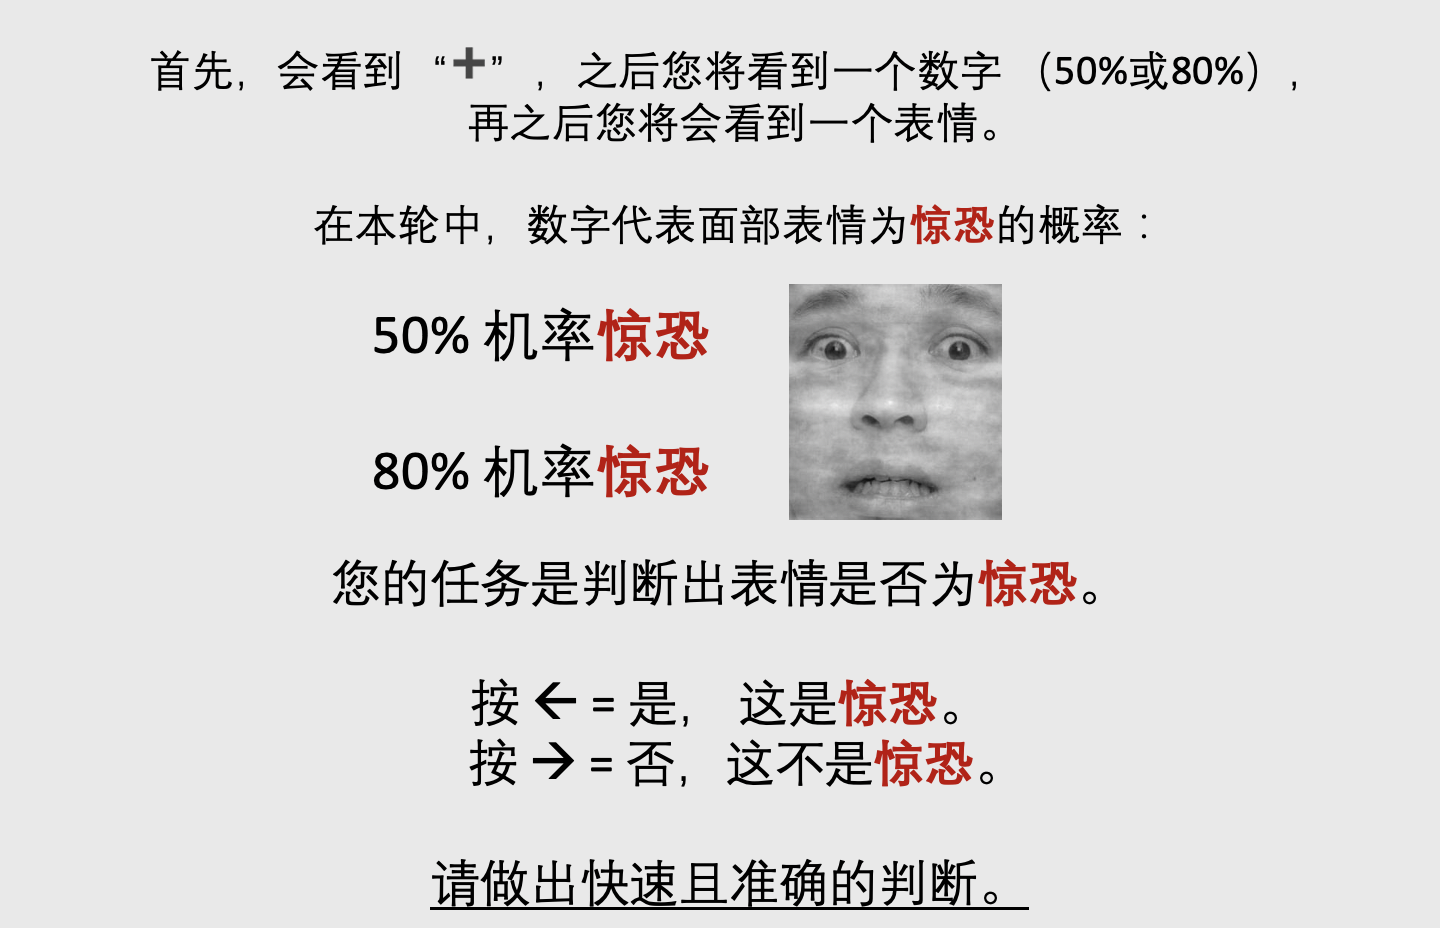 首先，会看到 “+” ，之后您将看到一个数字 （50%或80%），
再之后您将会看到一个表情。
在本轮中，数字代表面部表情为惊恐的概率：
50% 机率惊恐
80% 机率惊恐
您的任务是判断出表情是否为惊恐。
按 ← = 是， 这是惊恐。
按 → = 否，这不是惊恐。
请做出快速且准确的判断。